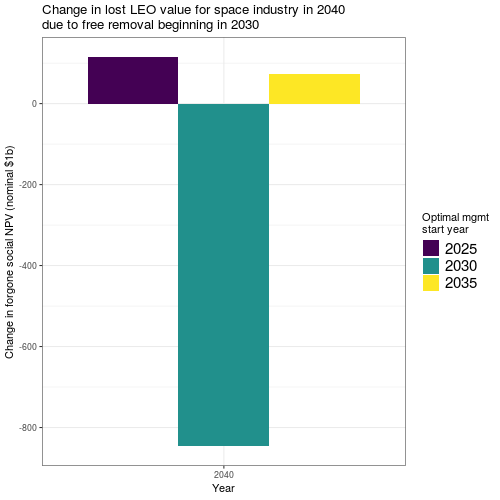 Change in lost LEO value for space industry in 2040
due to free removal beginning in 2030
Change in forgone social NPV (nominal $1b)
0
-200
-400
-600
-800
2040
Year
Optimal mgmt
start year
2025
2030
2035